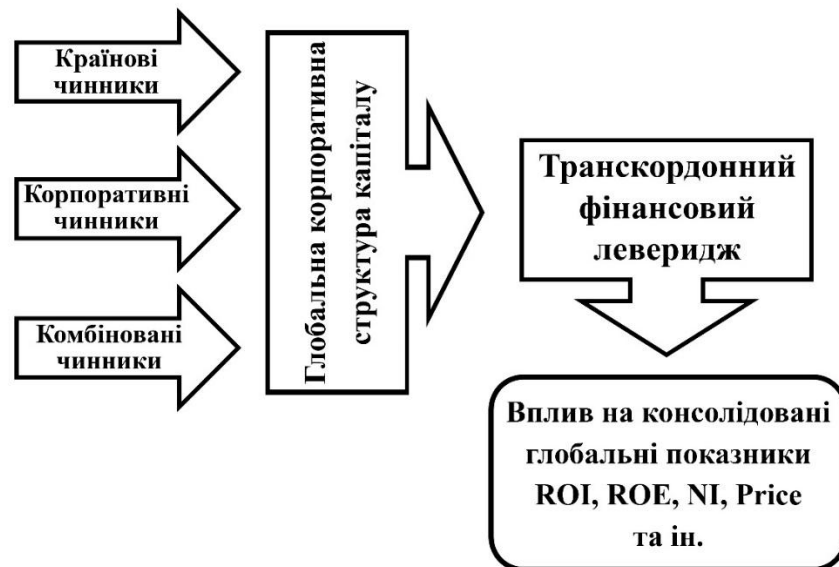 Країнові
чинники
Корпоративні
чинники
Комбіновані
чинники
Глобальна корпоративна
структура капіталу
Транскордонний
фінансовий
леверидж
Вплив на консолідовані
глобальні показники
ROI, ROE, NI, Price
та ін.